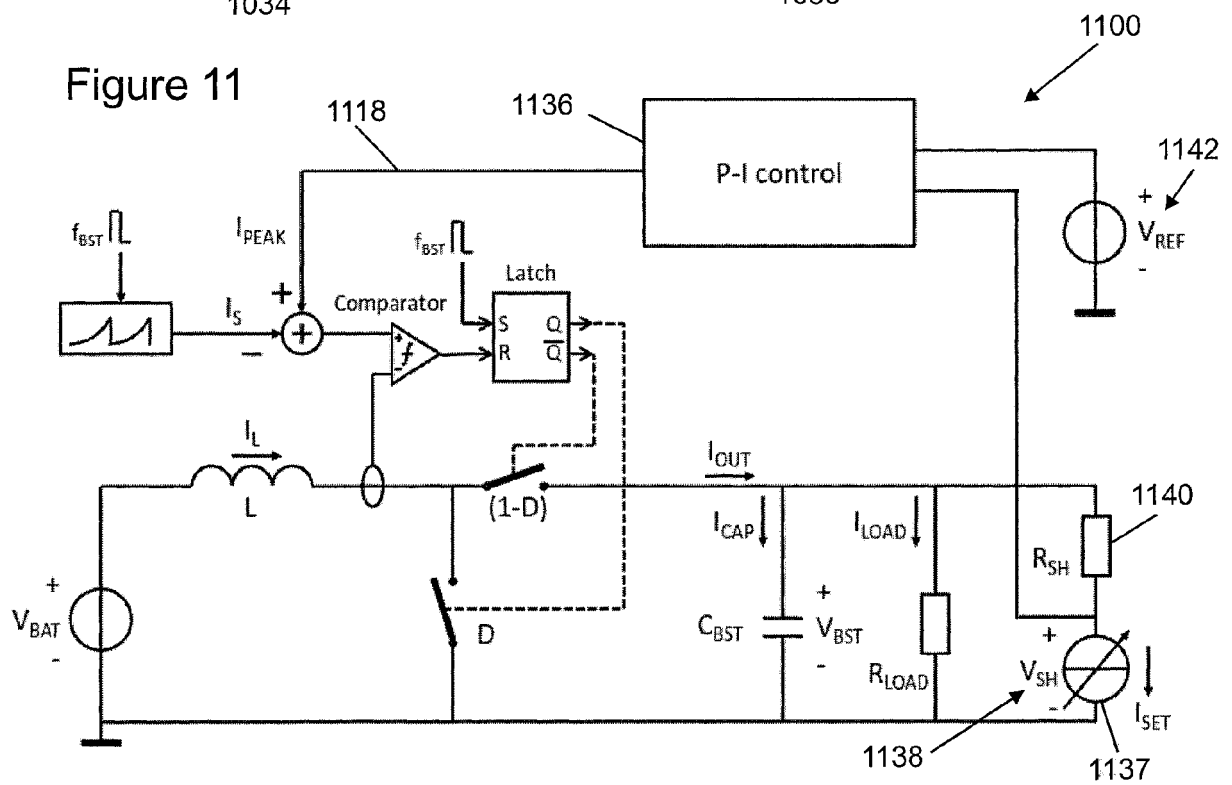 1034
1100
Figure 11
1118
1136
P-I control
1142
+
V_REF
-
f_BST
I_PEAK
f_BST
Latch
+
Comparator
I_S
+
-
S
Q
R
Q̅
+
f
-
I_L
L
(1-D)
I_OUT
I_CAP
I_LOAD
1140
R_SH
+
V_BAT
-
D
C_BST
+
V_BST
-
R_LOAD
+
V_SH
-
I_SET
1138
1137